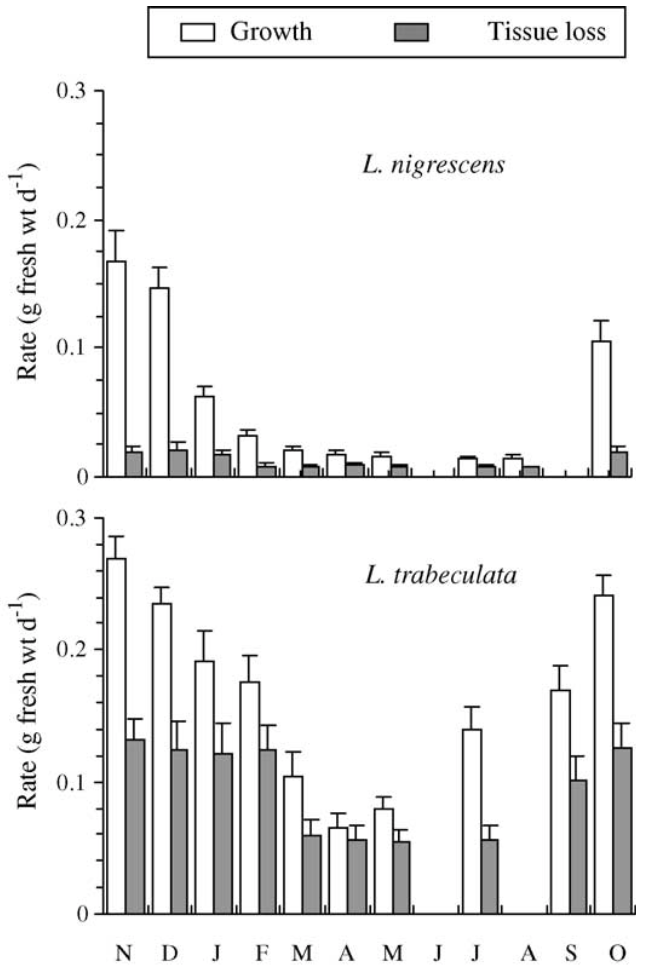 Growth Tissue loss
0.3
L. nigrescens
0.2
Rate (g fresh wt d⁻¹)
0.1
0
0.3
L. trabeculata
0.2
Rate (g fresh wt d⁻¹)
0.1
0
N D J F M A M J J A S O